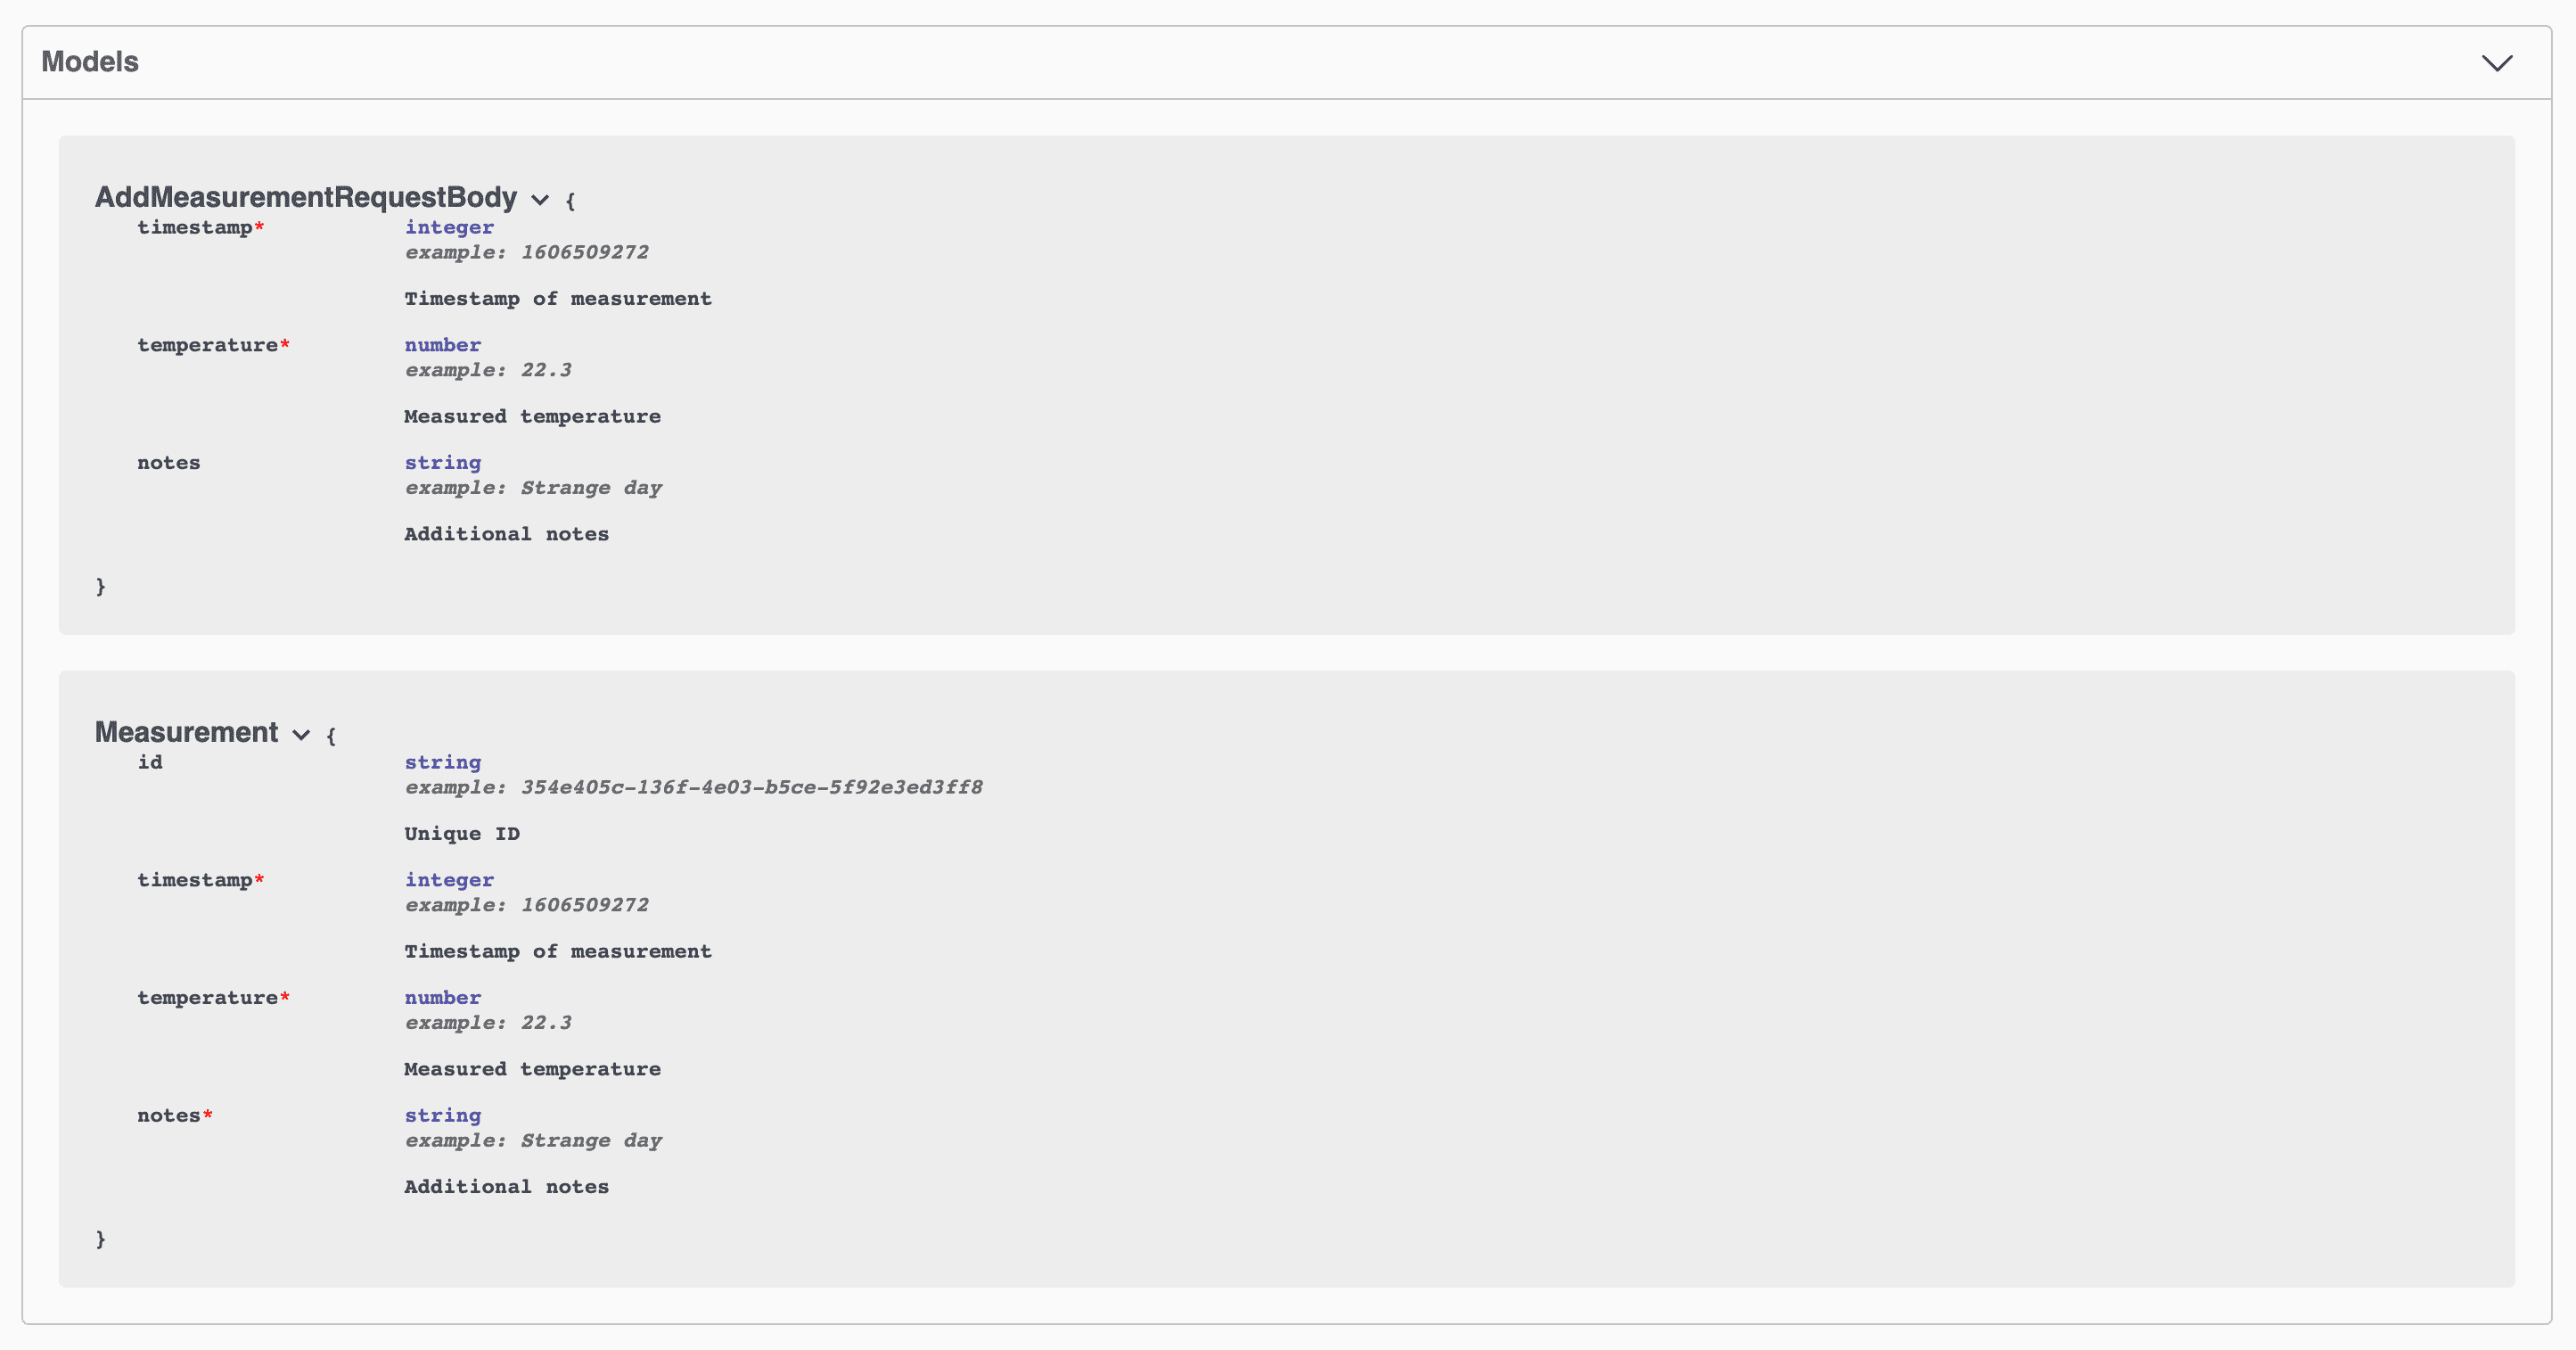 Models
AddMeasurementRequestBody {
timestamp* integer
example: 1606509272
Timestamp of measurement
temperature* number
example: 22.3
Measured temperature
notes string
example: Strange day
Additional notes
}
Measurement {
id string
example: 354e405c-136f-4e03-b5ce-5f92e3ed3ff8
Unique ID
timestamp* integer
example: 1606509272
Timestamp of measurement
temperature* number
example: 22.3
Measured temperature
notes* string
example: Strange day
Additional notes
}